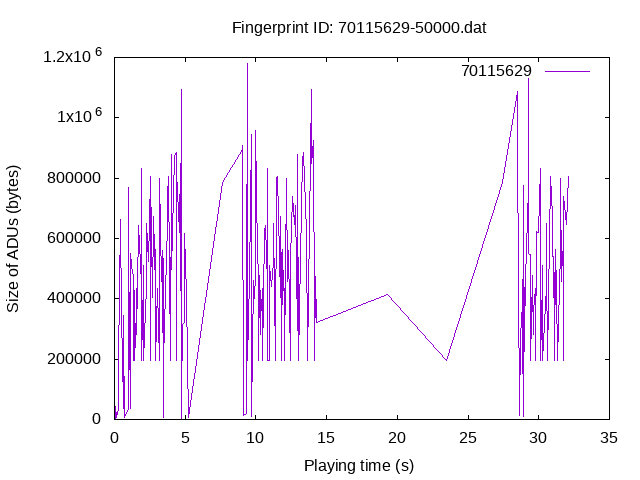 Fingerprint ID: 70115629-50000.dat
70115629
Size of ADUs (bytes)
1.2x10 6
1x10 6
800000
600000
400000
200000
0
0 5 10 15 20 25 30 35
Playing time (s)